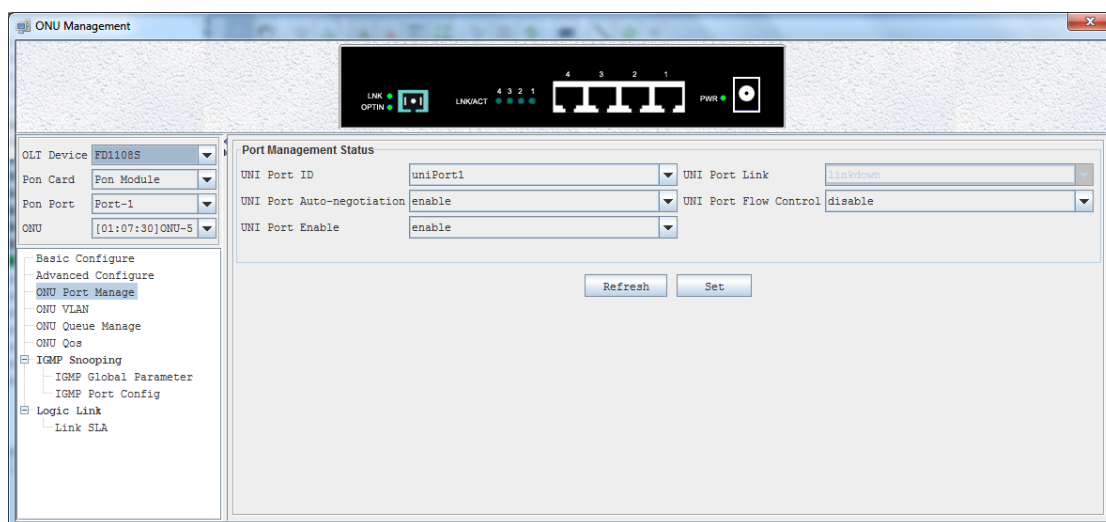 ONU Management
x
4 3 2 1
LNK
OPTIN
LNK/ACT
4 3 2 1
PWR
OLT Device FD1108S
Pon Card Pon Module
Pon Port Port-1
ONU [01:07:30]ONU-5
Basic Configure
Advanced Configure
ONU Port Manage
ONU VLAN
ONU Queue Manage
ONU Qos
IGMP Snooping
IGMP Global Parameter
IGMP Port Config
Logic Link
Link SLA
Port Management Status
UNI Port ID uniPort1 UNI Port Link linkdown
UNI Port Auto-negotiation enable UNI Port Flow Control disable
UNI Port Enable enable
Refresh Set